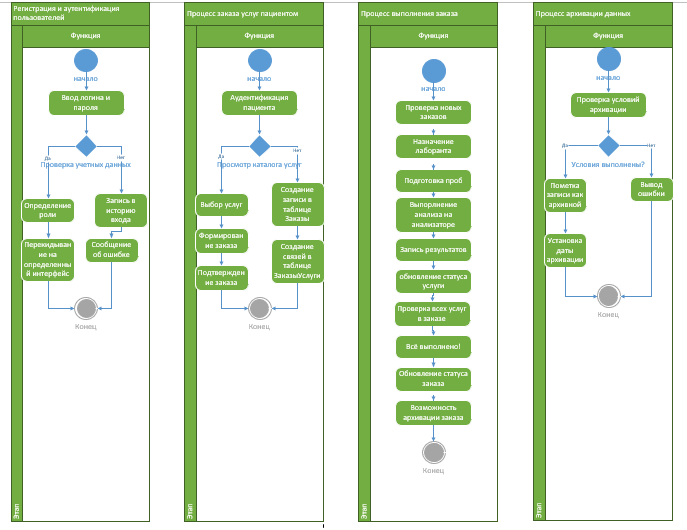 Регистрация и аутентификация
пользователей
Функция
начало
Ввод логина и
пароля
Да
Нет
Проверка учетных данных
Определение
роли
Запись в
историю
входа
Перекидыван
ие на
определенны
й интерфейс
Сообщение
об ошибке
Конец
Этап
Процесс заказа услуг пациентом
Функция
начало
Аудентификация
пациента
Да
Нет
Просмотр каталога услуг
Выбор услуг
Создание
записи в
таблице
Заказы
Формирован
ие заказа
Создание
связей в
таблице
ЗаказыУслуги
Подтвержден
ие заказа
Конец
Этап
Процесс выполнения заказа
Функция
начало
Проверка новых
заказов
Назначение
лаборанта
Подготовка проб
Выпорлнение
анализа на
анализаторе
Запись результатов
обновление статуса
услуги
Проверка всех услуг
в заказе
Всё выполнено!
Обновление статуса
заказа
Возможность
архивации заказа
Конец
Этап
Процесс архивации данных
Функция
начало
Проверка условий
архивации
Да
Нет
Условия выполнены?
Пометка
записи как
архивной
Вывод
ошибки
Установка
даты
архивации
Конец
Этап